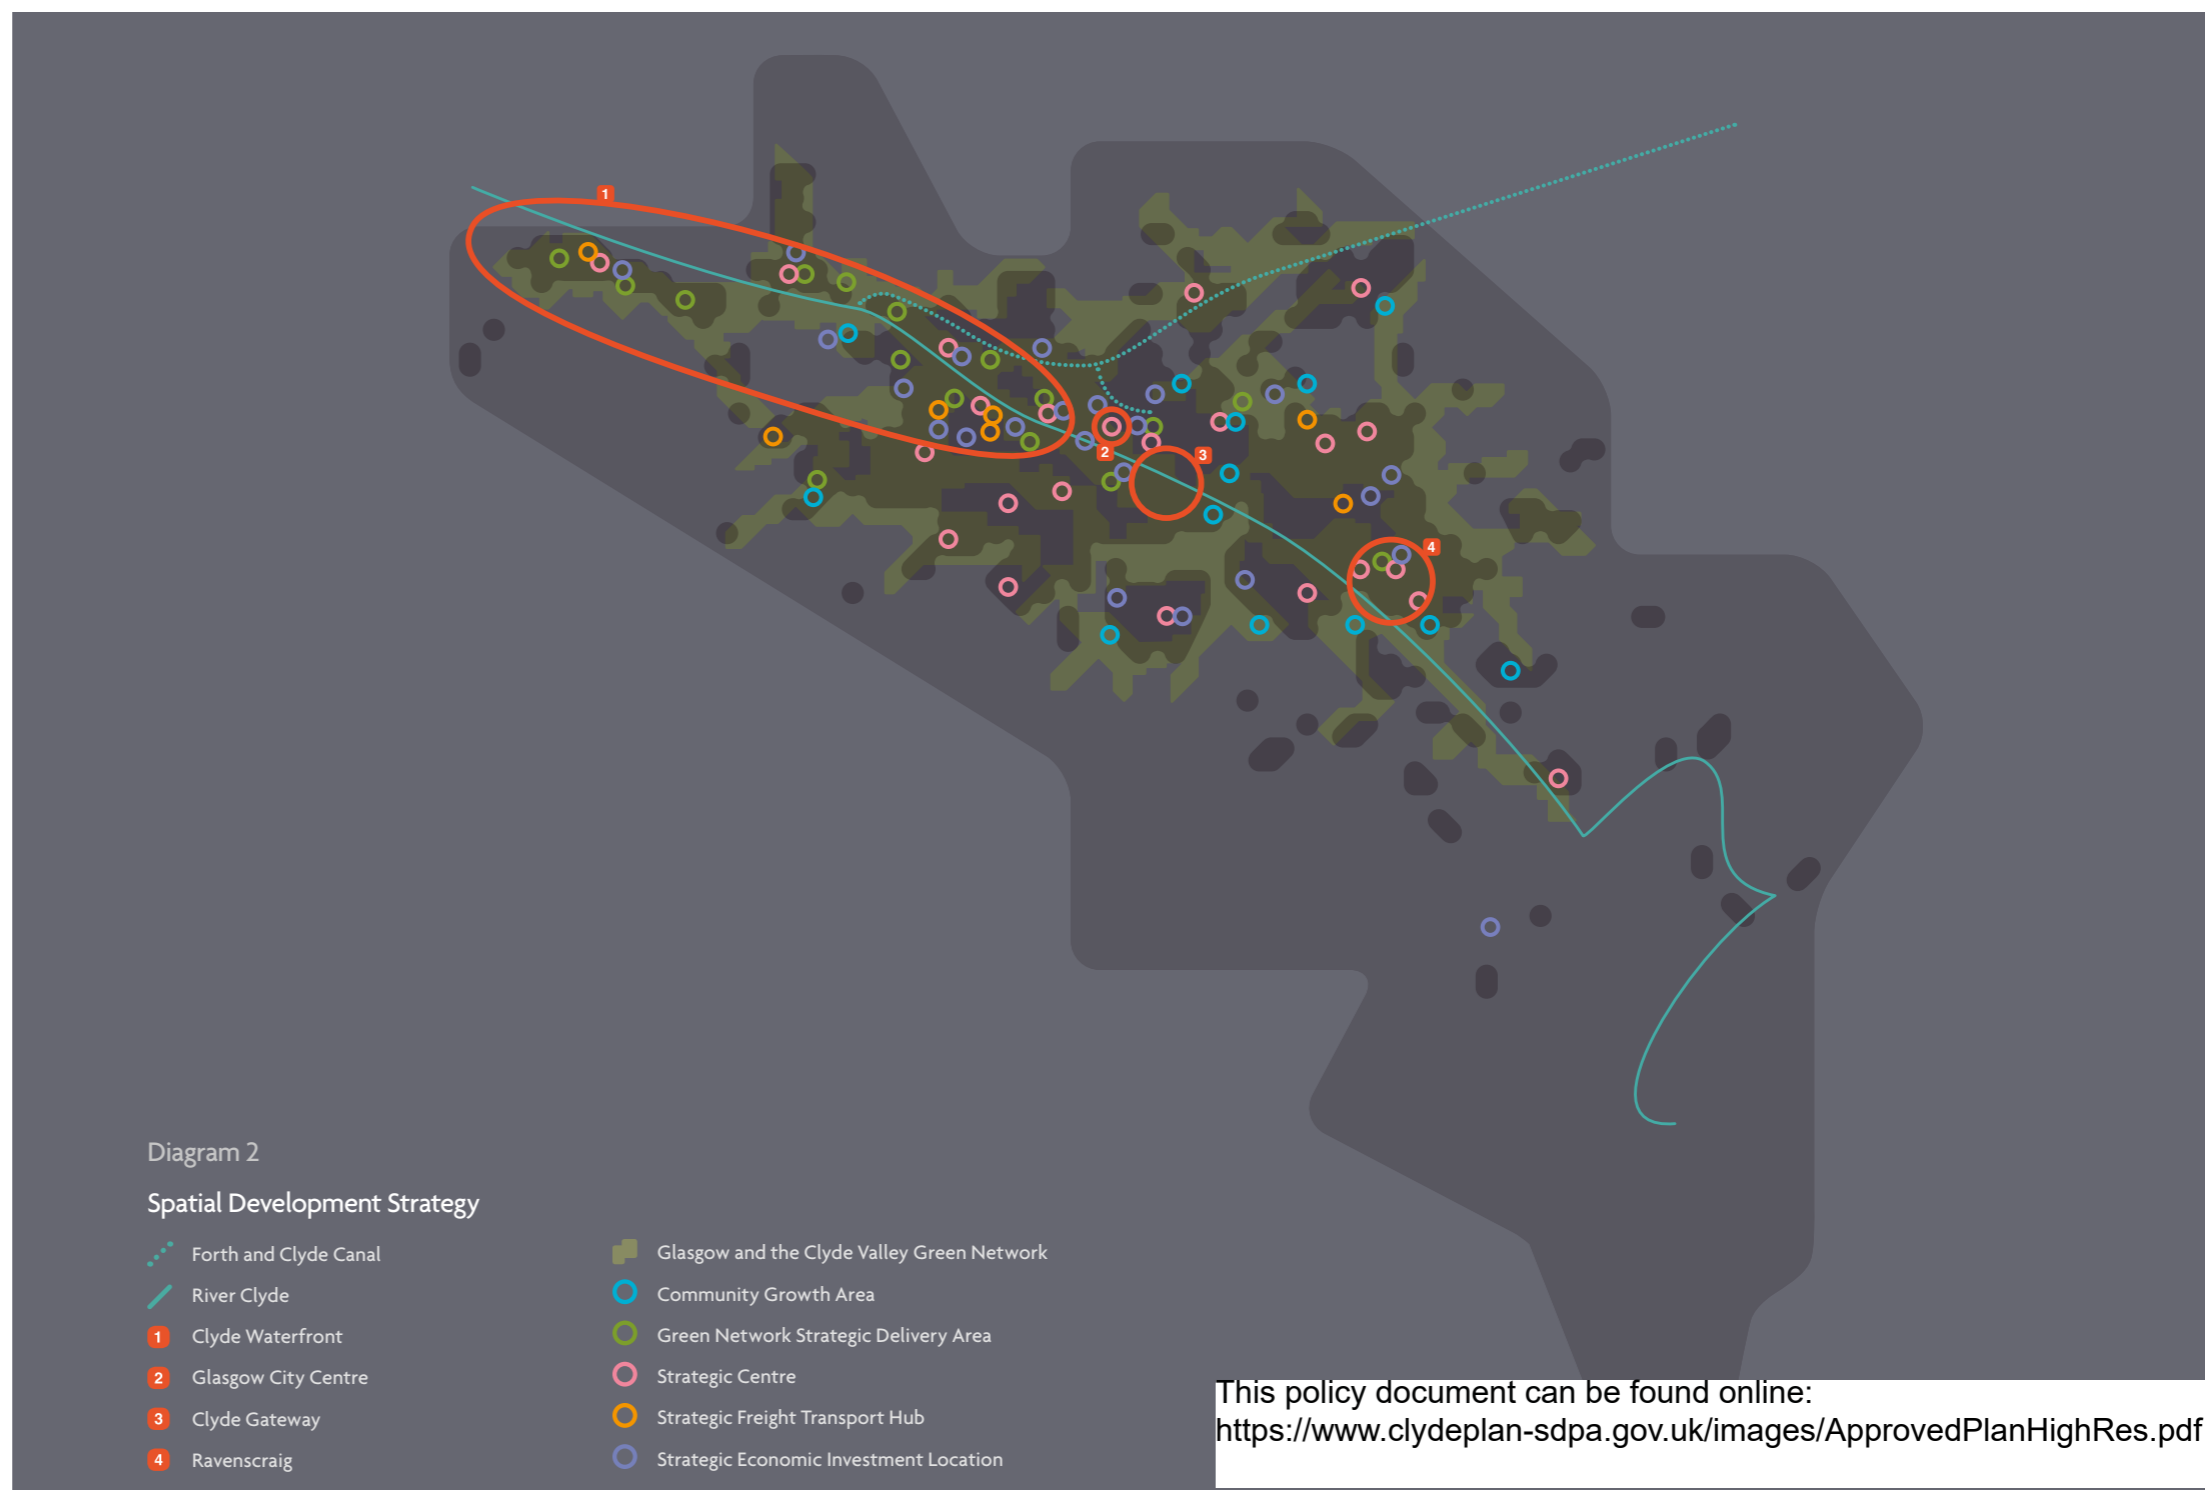 1
2
3
4
Diagram 2
Spatial Development Strategy
Forth and Clyde Canal
River Clyde
1 Clyde Waterfront
2 Glasgow City Centre
3 Clyde Gateway
4 Ravenscraig
Glasgow and the Clyde Valley Green Network
Community Growth Area
Green Network Strategic Delivery Area
Strategic Centre
Strategic Freight Transport Hub
Strategic Economic Investment Location
This policy document can be found online:
https://www.clydeplan-sdpa.gov.uk/images/ApprovedPlanHighRes.pdf